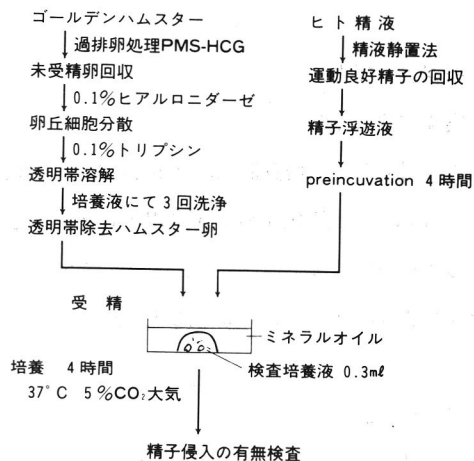 ゴールデンハムスター
過排卵処理PMS-HCG
未受精卵回収
0.1%ヒアルロニダーゼ
卵丘細胞分散
0.1%トリプシン
透明帯溶解
培養液にて3回洗浄
透明帯除去ハムスター卵
ヒト精液
精液静置法
運動良好精子の回収
精子浮遊液
preincuvation 4時間
受精
ミネラルオイル
検査培養液 0.3ml
培養 4時間
37°C 5%CO₂大気
精子侵入の有無検査